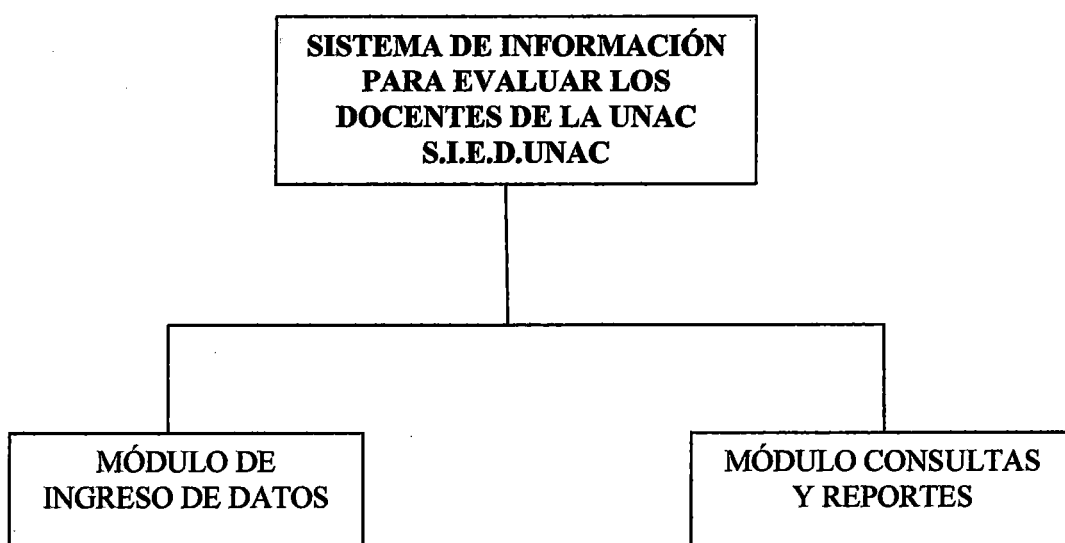 SISTEMA DE INFORMACIÓN
PARA EVALUAR LOS
DOCENTES DE LA UNAC
S.I.E.D.UNAC
MÓDULO DE
INGRESO DE DATOS
MÓDULO CONSULTAS
Y REPORTES